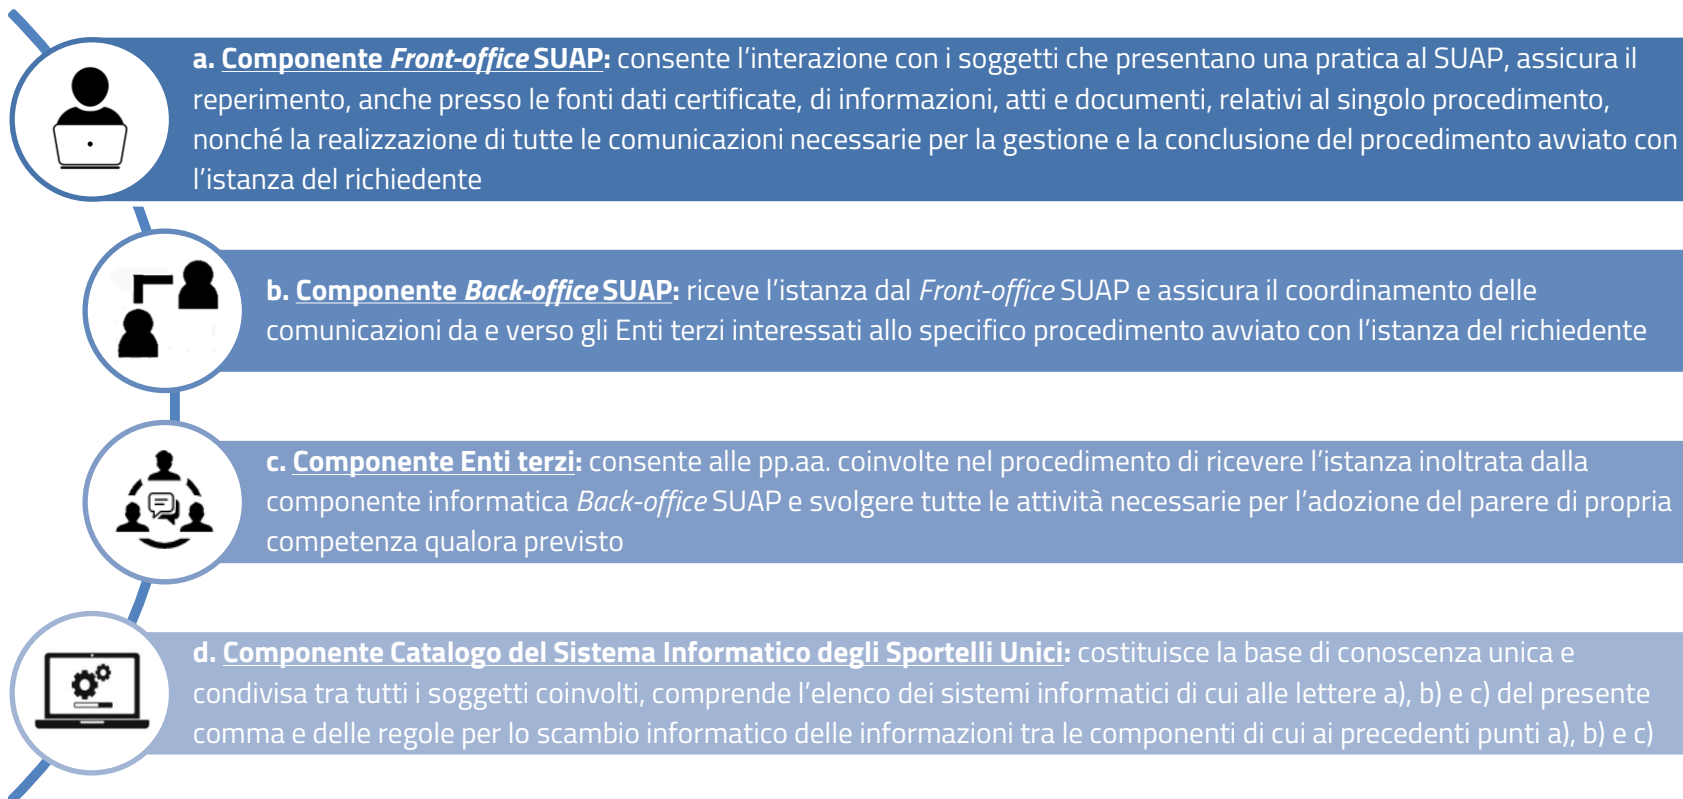 a. Componente Front-office SUAP: consente l’interazione con i soggetti che presentano una pratica al SUAP, assicura il
reperimento, anche presso le fonti dati certificate, di informazioni, atti e documenti, relativi al singolo procedimento,
nonché la realizzazione di tutte le comunicazioni necessarie per la gestione e la conclusione del procedimento avviato con
l’istanza del richiedente
b. Componente Back-office SUAP: riceve l’istanza dal Front-office SUAP e assicura il coordinamento delle
comunicazioni da e verso gli Enti terzi interessati allo specifico procedimento avviato con l’istanza del richiedente
c. Componente Enti terzi: consente alle pp.aa. coinvolte nel procedimento di ricevere l’istanza inoltrata dalla
componente informatica Back-office SUAP e svolgere tutte le attività necessarie per l’adozione del parere di propria
competenza qualora previsto
d. Componente Catalogo del Sistema Informatico degli Sportelli Unici: costituisce la base di conoscenza unica e
condivisa tra tutti i soggetti coinvolti, comprende l’elenco dei sistemi informatici di cui alle lettere a), b) e c) del presente
comma e delle regole per lo scambio informatico delle informazioni tra le componenti di cui ai precedenti punti a), b) e c)